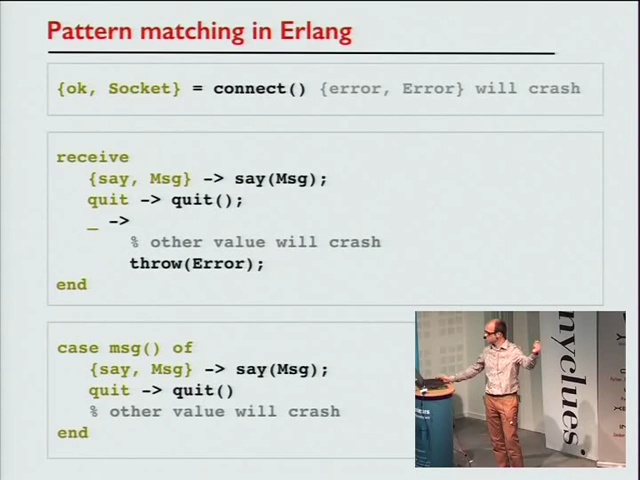 Pattern matching in Erlang
{ok, Socket} = connect() {error, Error} will crash
receive
{say, Msg} -> say(Msg);
quit -> quit();
_ ->
% other value will crash
throw(Error);
end
case msg() of
{say, Msg} -> say(Msg);
quit -> quit()
% other value will crash
end
nyclues